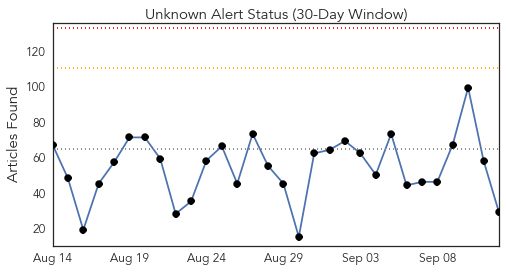 Unknown Alert Status (30-Day Window)
Articles Found
120
100
80
60
40
20
Aug 14 Aug 19 Aug 24 Aug 29 Sep 03 Sep 08